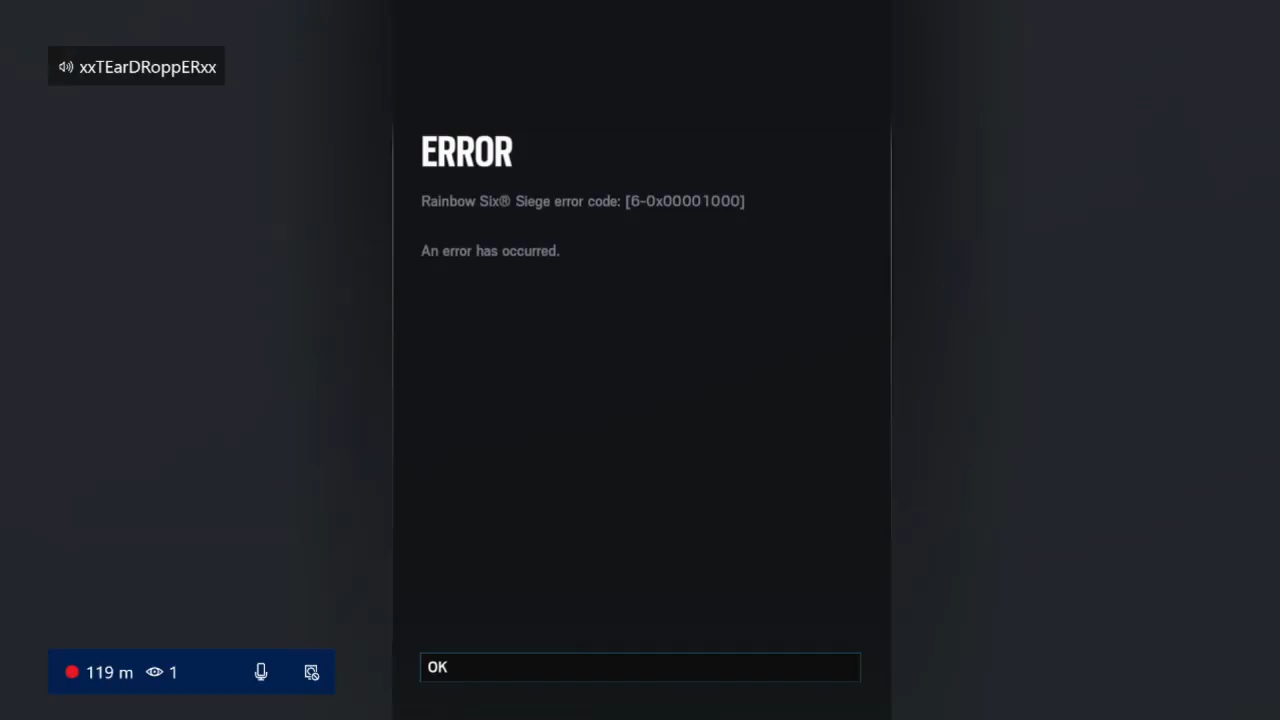 xxTEarDRoppERxx
ERROR
Rainbow Six® Siege error code: [6-0x00001000]
An error has occurred.
OK
119 m 1